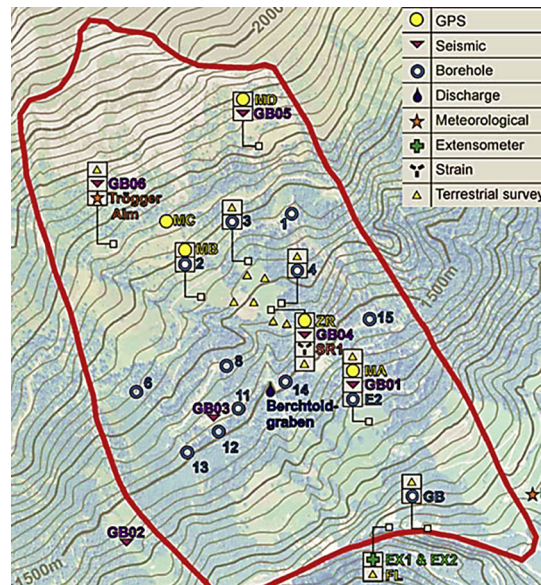 2000
GPS
Seismic
Borehole
Discharge
Meteorological
Extensometer
Strain
Terrestrial survey
MD
GB05
GB06
Trögger
Alm
MC
3
1
MB
2
4
1500m
15
ZR
GB04
SR1
MA
GB01
E2
8
6
14
11
GB03
Berchtold-
graben
12
13
GB
GB02
1500m
EX1 & EX2
FL